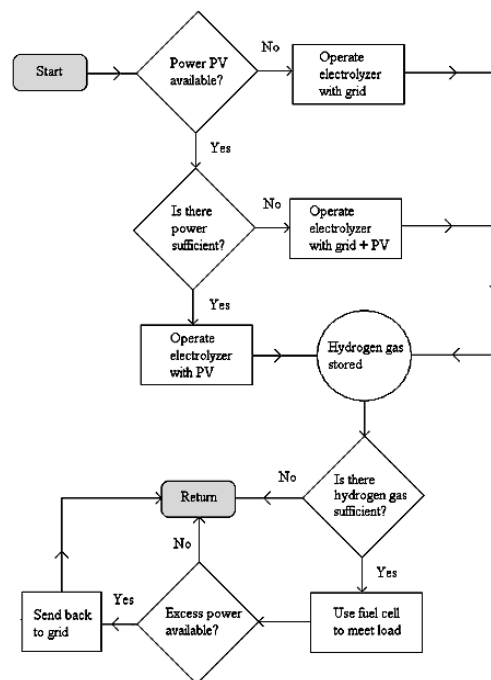 Start
Power PV
available?
No
Operate
electrolyzer
with grid
Yes
Is there
power
sufficient?
No
Operate
electrolyzer
with grid + PV
Yes
Operate
electrolyzer
with PV
Hydrogen gas
stored
Is there
hydrogen gas
sufficient?
No
Return
Yes
No
Use fuel cell
to meet load
Excess power
available?
Yes
Send back
to grid